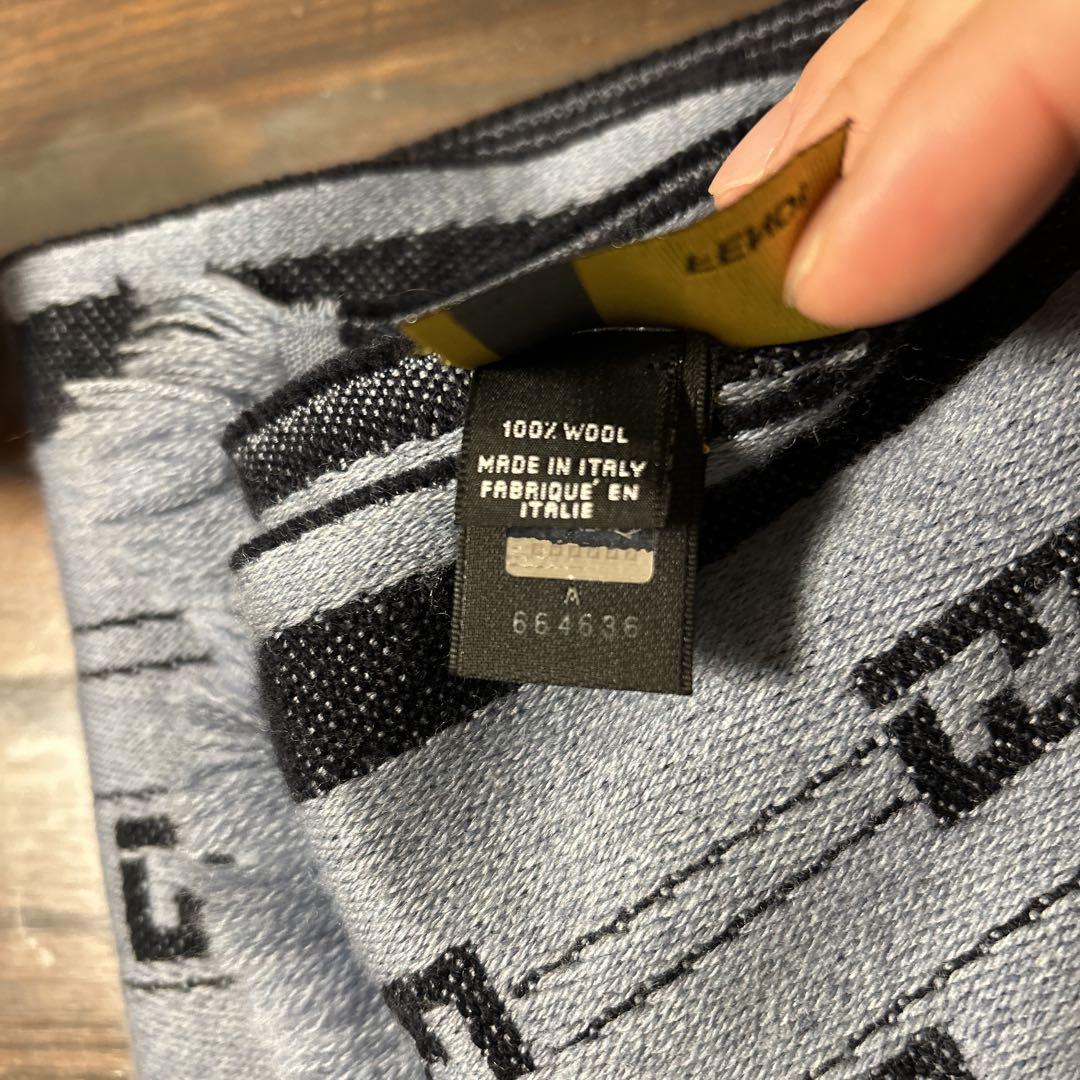 100% WOOL
MADE IN ITALY
FABRIQUE' EN
ITALIE
A
664636